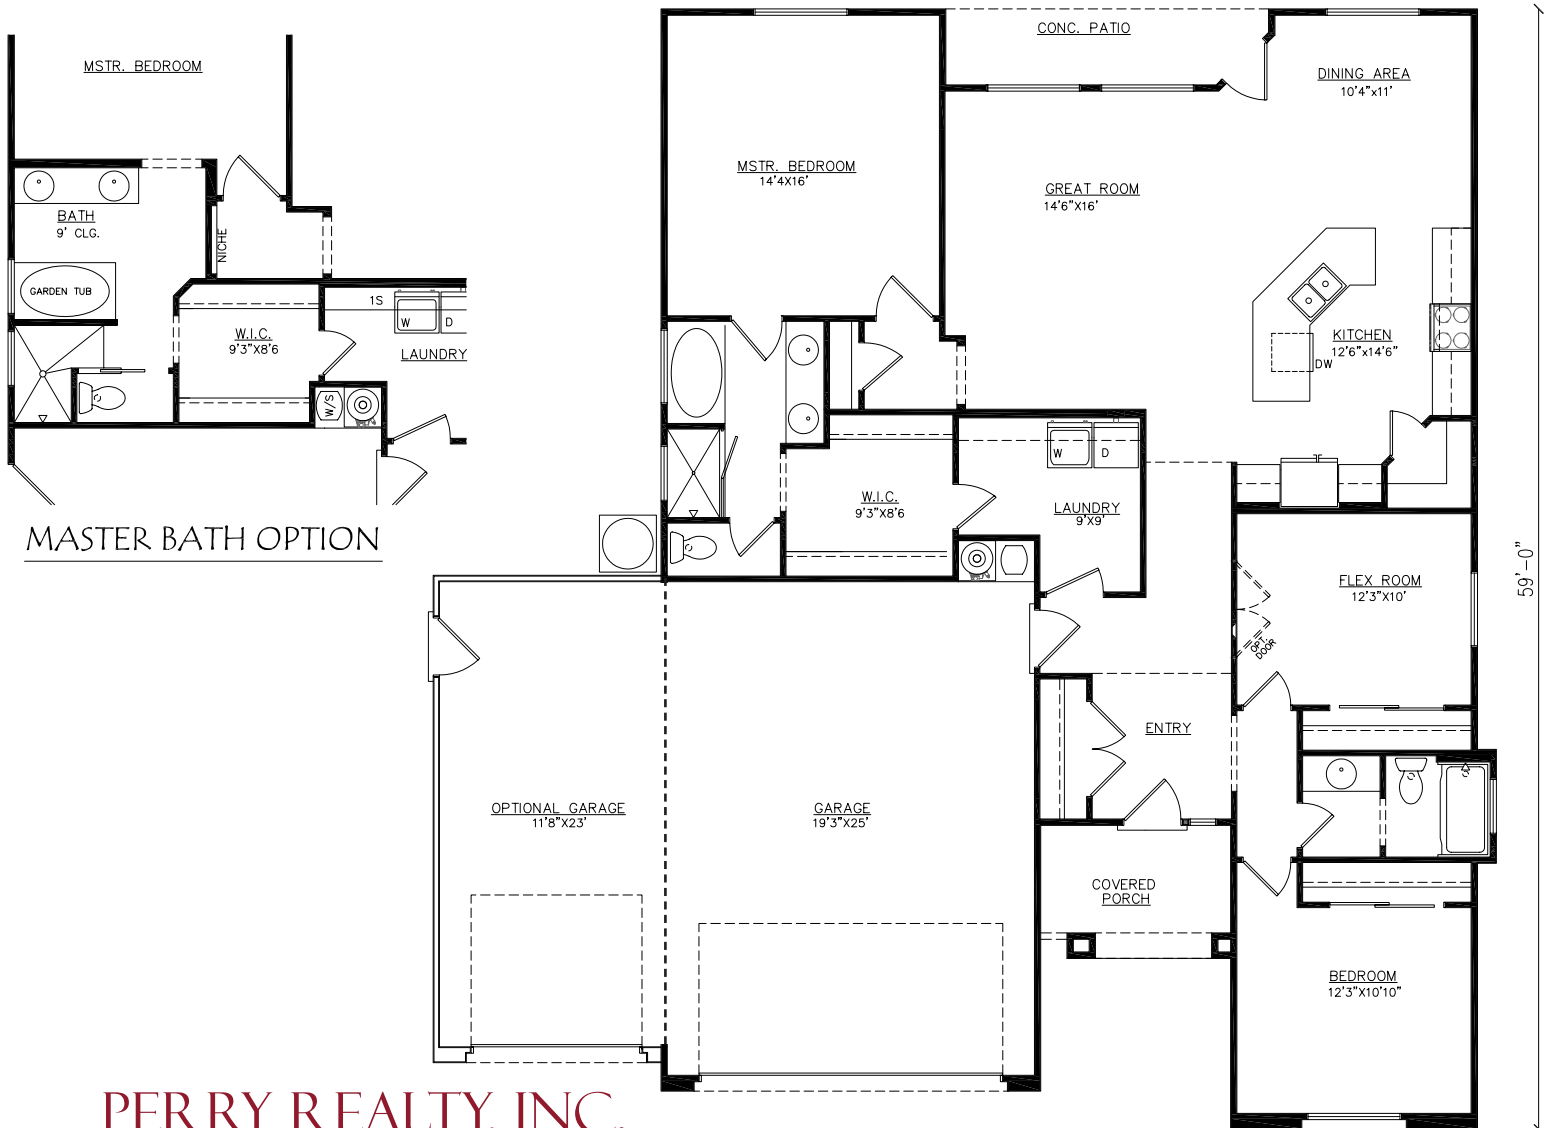 MSTR. BEDROOM
BATH
9' CLG.
NICHE
GARDEN TUB
W.I.C.
9'3"X8'6
1S
W
D
LAUNDRY
W/S
MASTER BATH OPTION
CONC. PATIO
DINING AREA
10'4"x11'
MSTR. BEDROOM
14'4X16'
GREAT ROOM
14'6"X16'
KITCHEN
12'6"x14'6"
DW
W
D
W.I.C.
9'3"X8'6
LAUNDRY
9'X9'
FLEX ROOM
12'3"X10'
OPT.
DOOR
59'-0"
ENTRY
OPTIONAL GARAGE
11'8"X23'
GARAGE
19'3"X25'
COVERED
PORCH
BEDROOM
12'3"X10'10"
PERRY REALTY, INC.